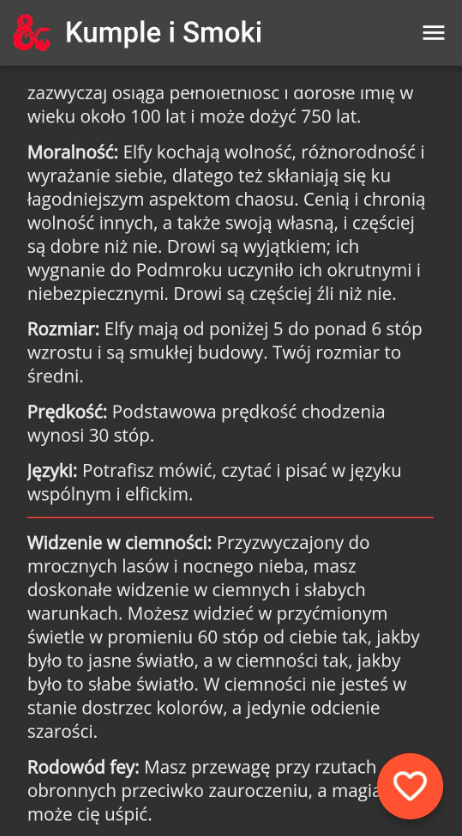 Kumple i Smoki
zazwyczaj osiąga pełnoletniość i dorosłe imię w
wieku około 100 lat i może dożyć 750 lat.
Moralność: Elfy kochają wolność, różnorodność i
wyrażanie siebie, dlatego też skłaniają się ku
łagodniejszym aspektom chaosu. Cenią i chronią
wolność innych, a także swoją własną, i częściej
są dobre niż nie. Drowi są wyjątkiem; ich
wygnanie do Podmroku uczyniło ich okrutnymi i
niebezpiecznymi. Drowi są częściej źli niż nie.
Rozmiar: Elfy mają od poniżej 5 do ponad 6 stóp
wzrostu i są smukłej budowy. Twój rozmiar to
średni.
Prędkość: Podstawowa prędkość chodzenia
wynosi 30 stóp.
Języki: Potrafisz mówić, czytać i pisać w języku
wspólnym i elfickim.
Widzenie w ciemności: Przyzwyczajony do
mrocznych lasów i nocnego nieba, masz
doskonałe widzenie w ciemnych i słabych
warunkach. Możesz widzieć w przyćmionym
świetle w promieniu 60 stóp od ciebie tak, jakby
było to jasne światło, a w ciemności tak, jakby
było to słabe światło. W ciemności nie jesteś w
stanie dostrzec kolorów, a jedynie odcienie
szarości.
Rodowód fey: Masz przewagę przy rzutach
obronnych przeciwko zauroczeniu, a magia
może cię uśpić.